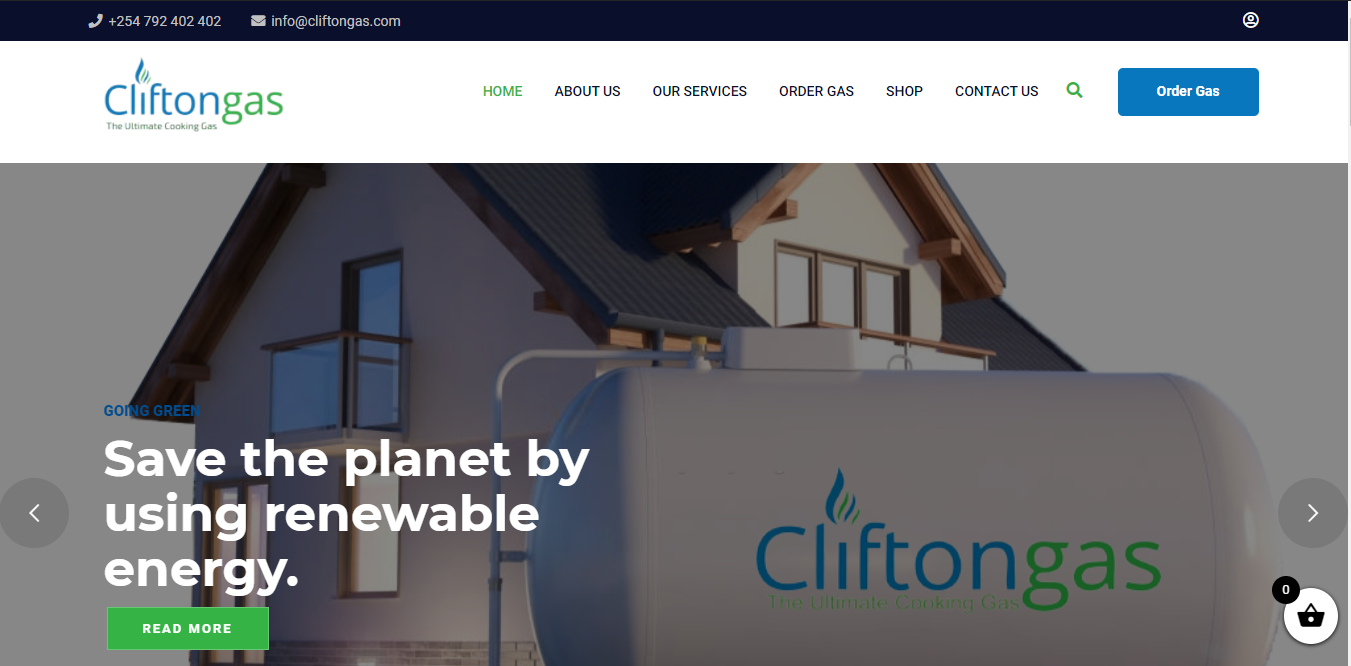 +254 792 402 402 info@cliftongas.com
Cliftongas
The Ultimate Cooking Gas
HOME ABOUT US OUR SERVICES ORDER GAS SHOP CONTACT US Order Gas
GOING GREEN
Save the planet by
using renewable
energy.
READ MORE
Cliftongas
The Ultimate Cooking Gas
0